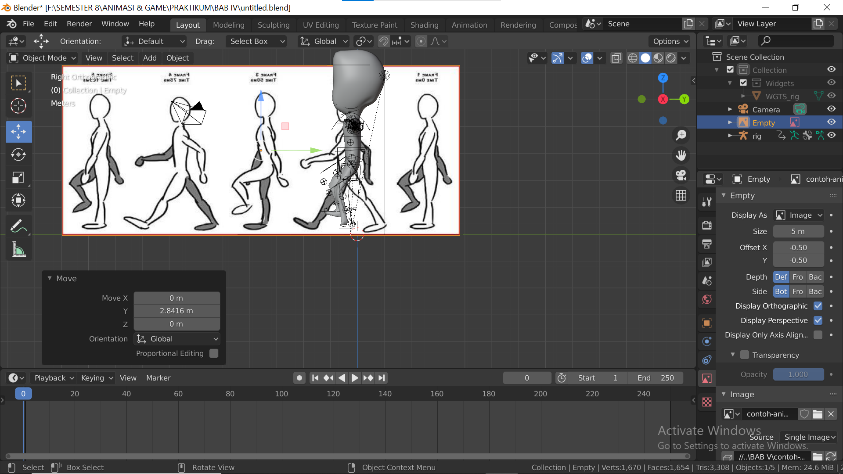 Blender* [F:\SEMESTER 8\ANIMASI & GAME\PRAKTIKUM\BAB IV\untitled.blend]
File Edit Render Window Help Layout Modeling Sculpting UV Editing Texture Paint Shading Animation Rendering Compos Scene View Layer
Orientation: Default Drag: Select Box Global Options
Object Mode View Select Add Object
Right Orthographic
(0) Collection | Empty
Meters
X
Y
Z
Scene Collection
Collection
Widgets
WGTS_rig
Camera
Empty
rig
Empty
Empty
Display As Image
Size 5 m
Offset X -0.50
Y -0.50
Depth Def Fro Bac
Side Bot Fro Bac
Display Orthographic
Display Perspective
Display Only Axis Align...
Transparency
Opacity 1.000
Image
contoh-ani...
Source Single Image
Move
Move X 0 m
Y 2.8416 m
Z 0 m
Orientation Global
Proportional Editing
Playback Keying View Marker 0 Start 1 End 250
0 20 40 60 80 100 120 140 160 180 200 220 240
Activate Windows
Go to Settings to activate Windows.
Select Box Select Rotate View Object Context Menu Collection | Empty | Verts:1,670 | Faces:1,654 | Tris:3,308 | Objects:1/5 | Mem: 24.6 MiB